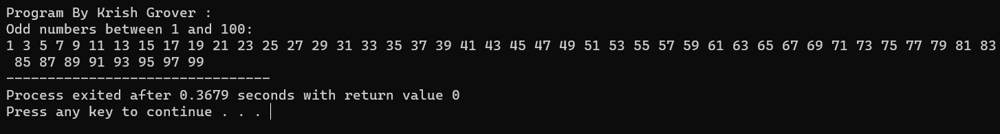 Program By Krish Grover :
Odd numbers between 1 and 100:
1 3 5 7 9 11 13 15 17 19 21 23 25 27 29 31 33 35 37 39 41 43 45 47 49 51 53 55 57 59 61 63 65 67 69 71 73 75 77 79 81 83
85 87 89 91 93 95 97 99
--------------------------------
Process exited after 0.3679 seconds with return value 0
Press any key to continue . . .